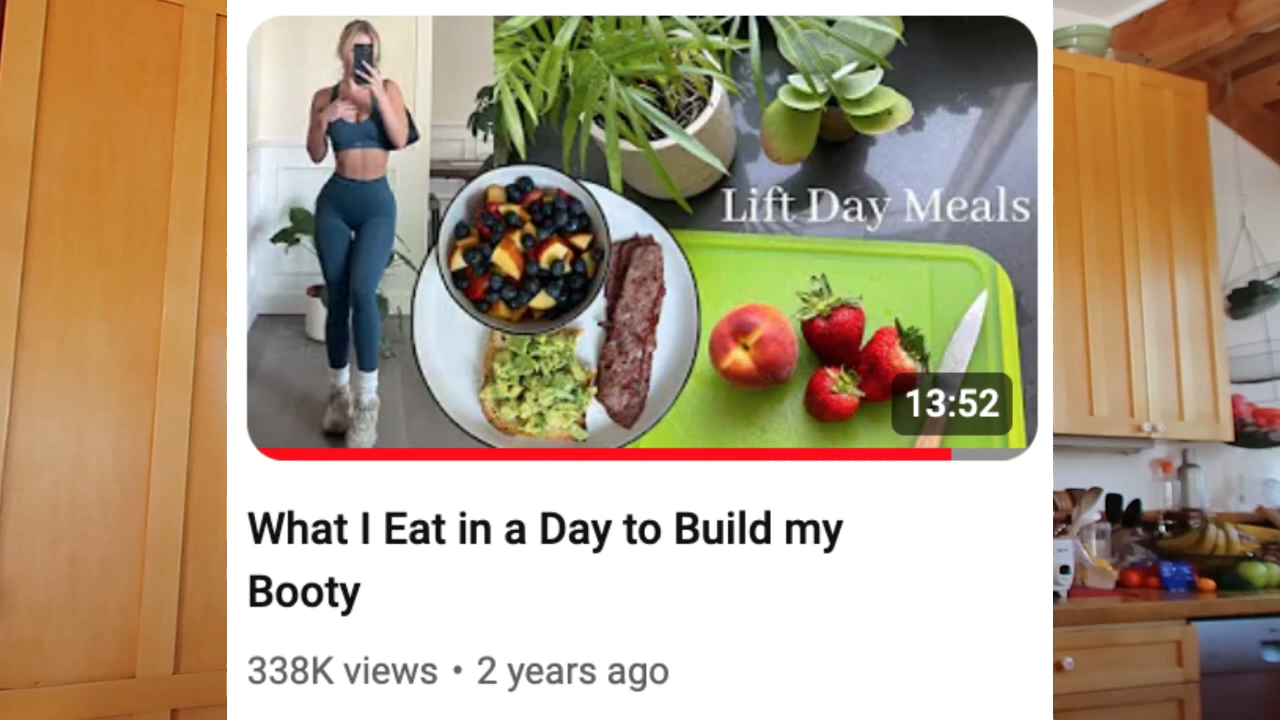 Lift Day Meals
13:52
What I Eat in a Day to Build my
Booty
338K views • 2 years ago